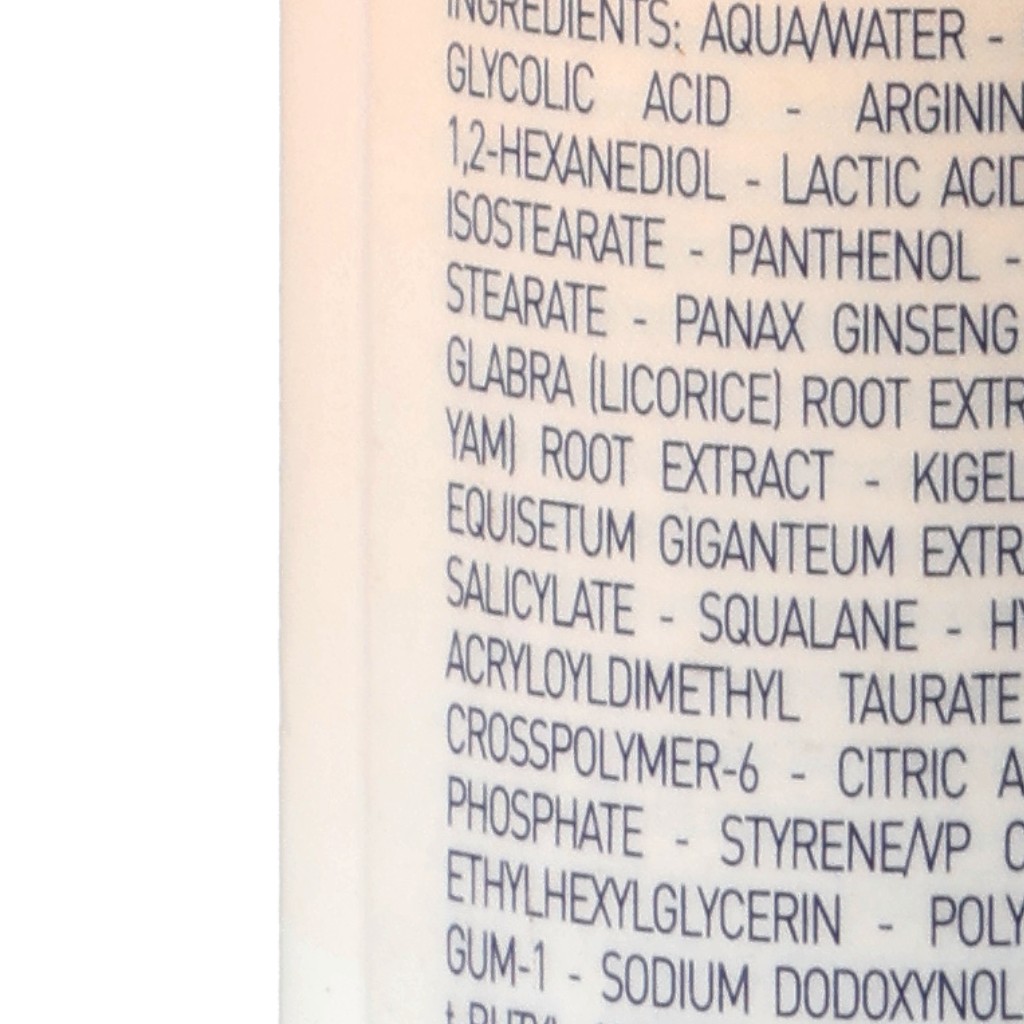 INGREDIENTS: AQUA/WATER -
GLYCOLIC ACID - ARGININ
1,2-HEXANEDIOL - LACTIC ACID
ISOSTEARATE - PANTHENOL -
STEARATE - PANAX GINSENG
GLABRA (LICORICE) ROOT EXTR
YAM) ROOT EXTRACT - KIGEL
EQUISETUM GIGANTEUM EXTR
SALICYLATE - SQUALANE - HY
ACRYLOYLDIMETHYL TAURATE
CROSSPOLYMER-6 - CITRIC A
PHOSPHATE - STYRENE/VP C
ETHYLHEXYLGLYCERIN - POLY
GUM-1 - SODIUM DODOXYNOL